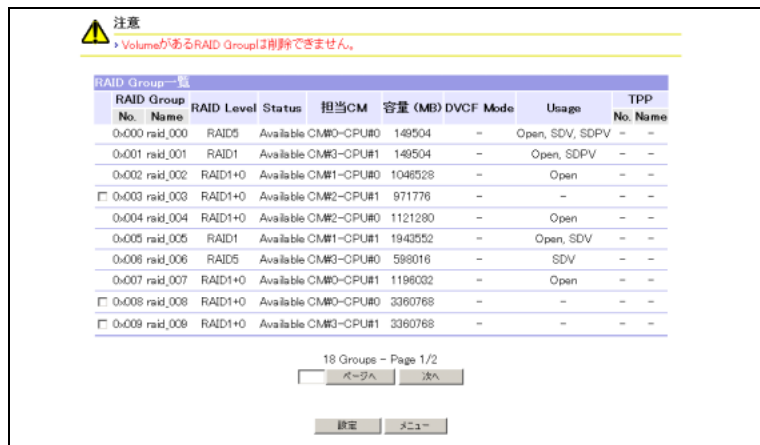 注意
VolumeがあるRAID Groupは削除できません。
RAID Group一覧
RAID Group RAID Level Status 担当CM 容量 (MB) DVCF Mode Usage TPP
No. Name No. Name
0x000 raid_000 RAID5 Available CM#0-CPU#0 149504 - Open, SDV, SDPV - -
0x001 raid_001 RAID1 Available CM#3-CPU#1 149504 - Open, SDPV - -
0x002 raid_002 RAID1+0 Available CM#1-CPU#0 1046528 - Open - -
0x003 raid_003 RAID1+0 Available CM#2-CPU#1 971776 - - - -
0x004 raid_004 RAID1+0 Available CM#2-CPU#0 1121280 - Open - -
0x005 raid_005 RAID1 Available CM#1-CPU#1 1943552 - Open, SDV - -
0x006 raid_006 RAID5 Available CM#3-CPU#0 598016 - SDV - -
0x007 raid_007 RAID1+0 Available CM#0-CPU#1 1196032 - Open - -
0x008 raid_008 RAID1+0 Available CM#0-CPU#0 3360768 - - - -
0x009 raid_009 RAID1+0 Available CM#3-CPU#1 3360768 - - - -
18 Groups - Page 1/2
ページへ 次へ
設定 メニュー